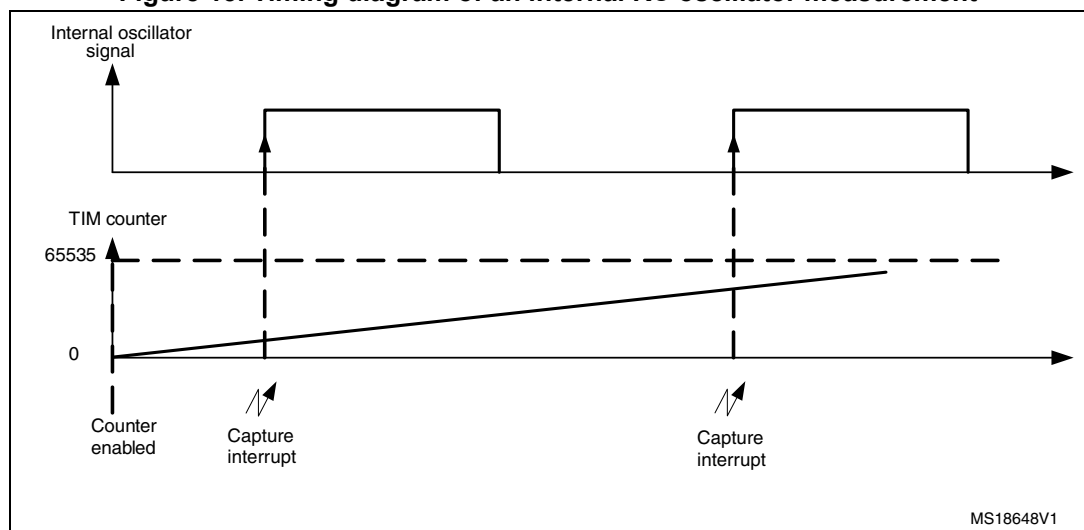 Internal oscillator
signal
TIM counter
65535
0
Counter
enabled
Capture
interrupt
Capture
interrupt
MS18648V1